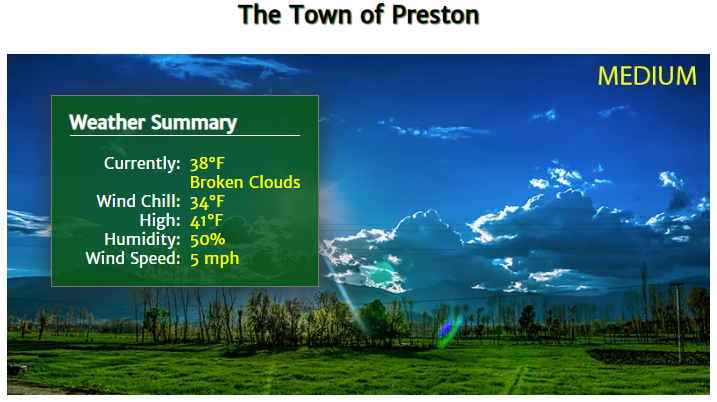 The Town of Preston
MEDIUM
Weather Summary
Currently: 38°F
Broken Clouds
Wind Chill: 34°F
High: 41°F
Humidity: 50%
Wind Speed: 5 mph